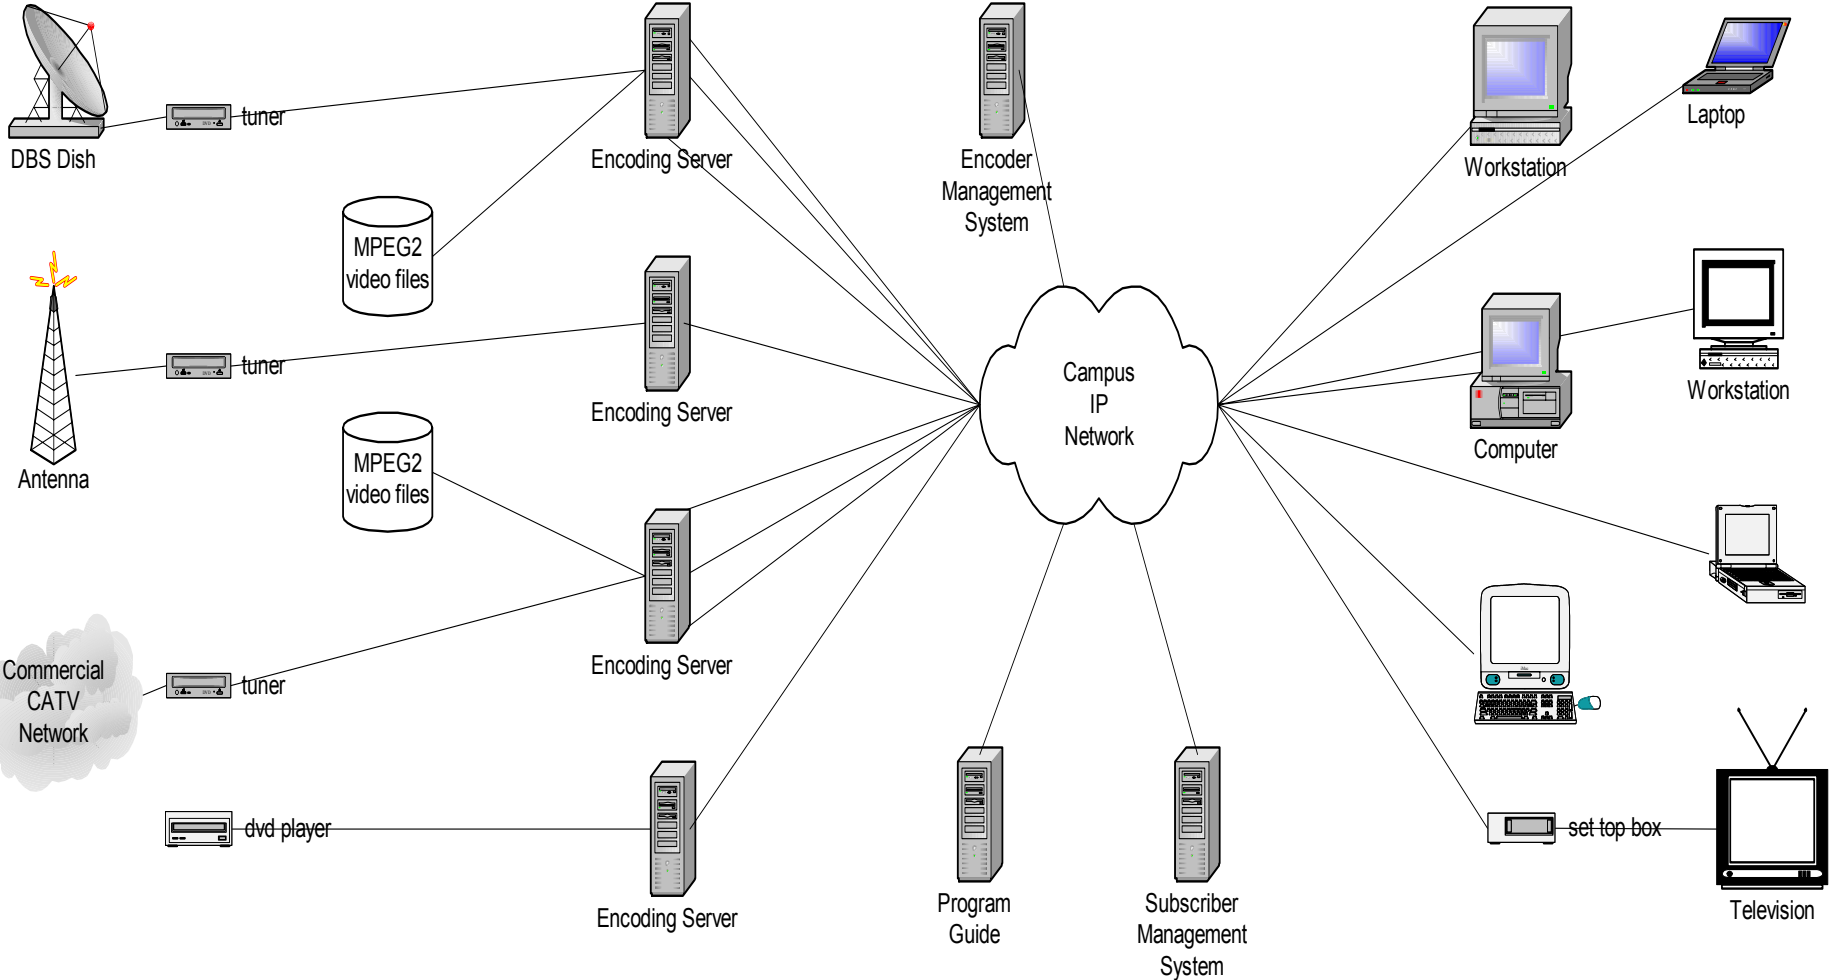 DBS Dish
tuner
Encoding Server
MPEG2
video files
Encoder
Management
System
Workstation
Laptop
Antenna
tuner
Encoding Server
MPEG2
video files
Campus
IP
Network
Computer
Workstation
Commercial
CATV
Network
tuner
Encoding Server
dvd player
Encoding Server
Program
Guide
Subscriber
Management
System
set top box
Television